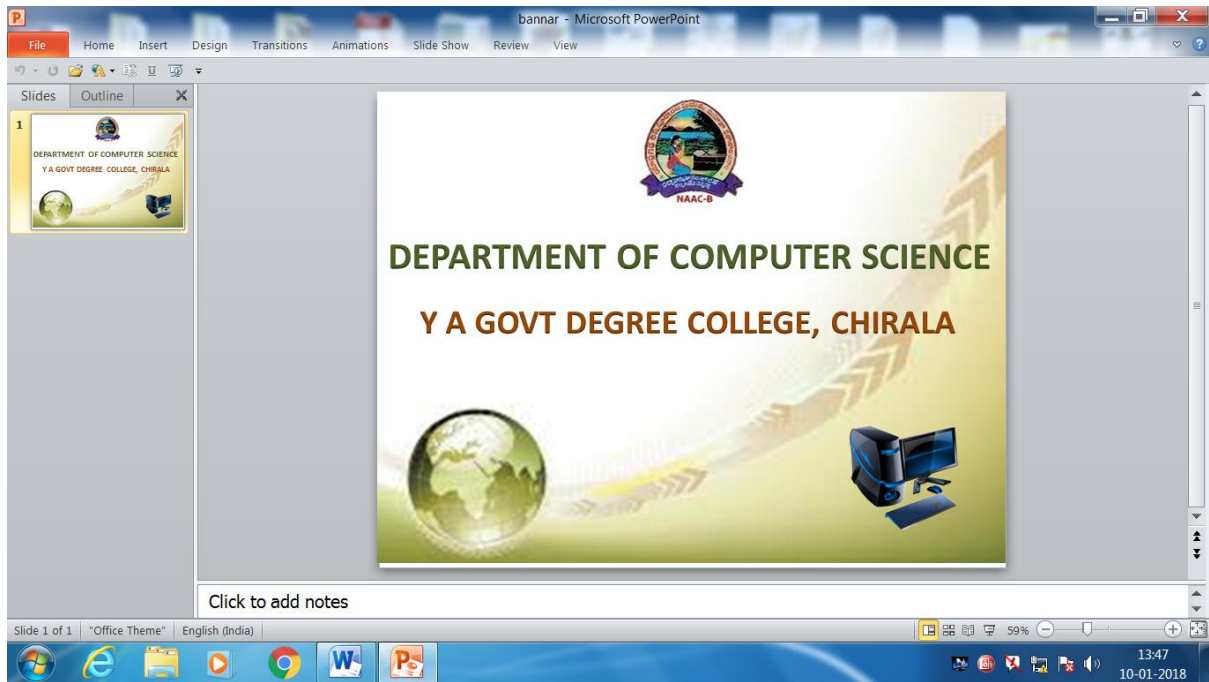 bannar - Microsoft PowerPoint
File Home Insert Design Transitions Animations Slide Show Review View
Slides Outline
1
DEPARTMENT OF COMPUTER SCIENCE
Y A GOVT DEGREE COLLEGE, CHIRALA
NAAC-B
DEPARTMENT OF COMPUTER SCIENCE
Y A GOVT DEGREE COLLEGE, CHIRALA
Click to add notes
Slide 1 of 1 "Office Theme" English (India) 59%
13:47
10-01-2018